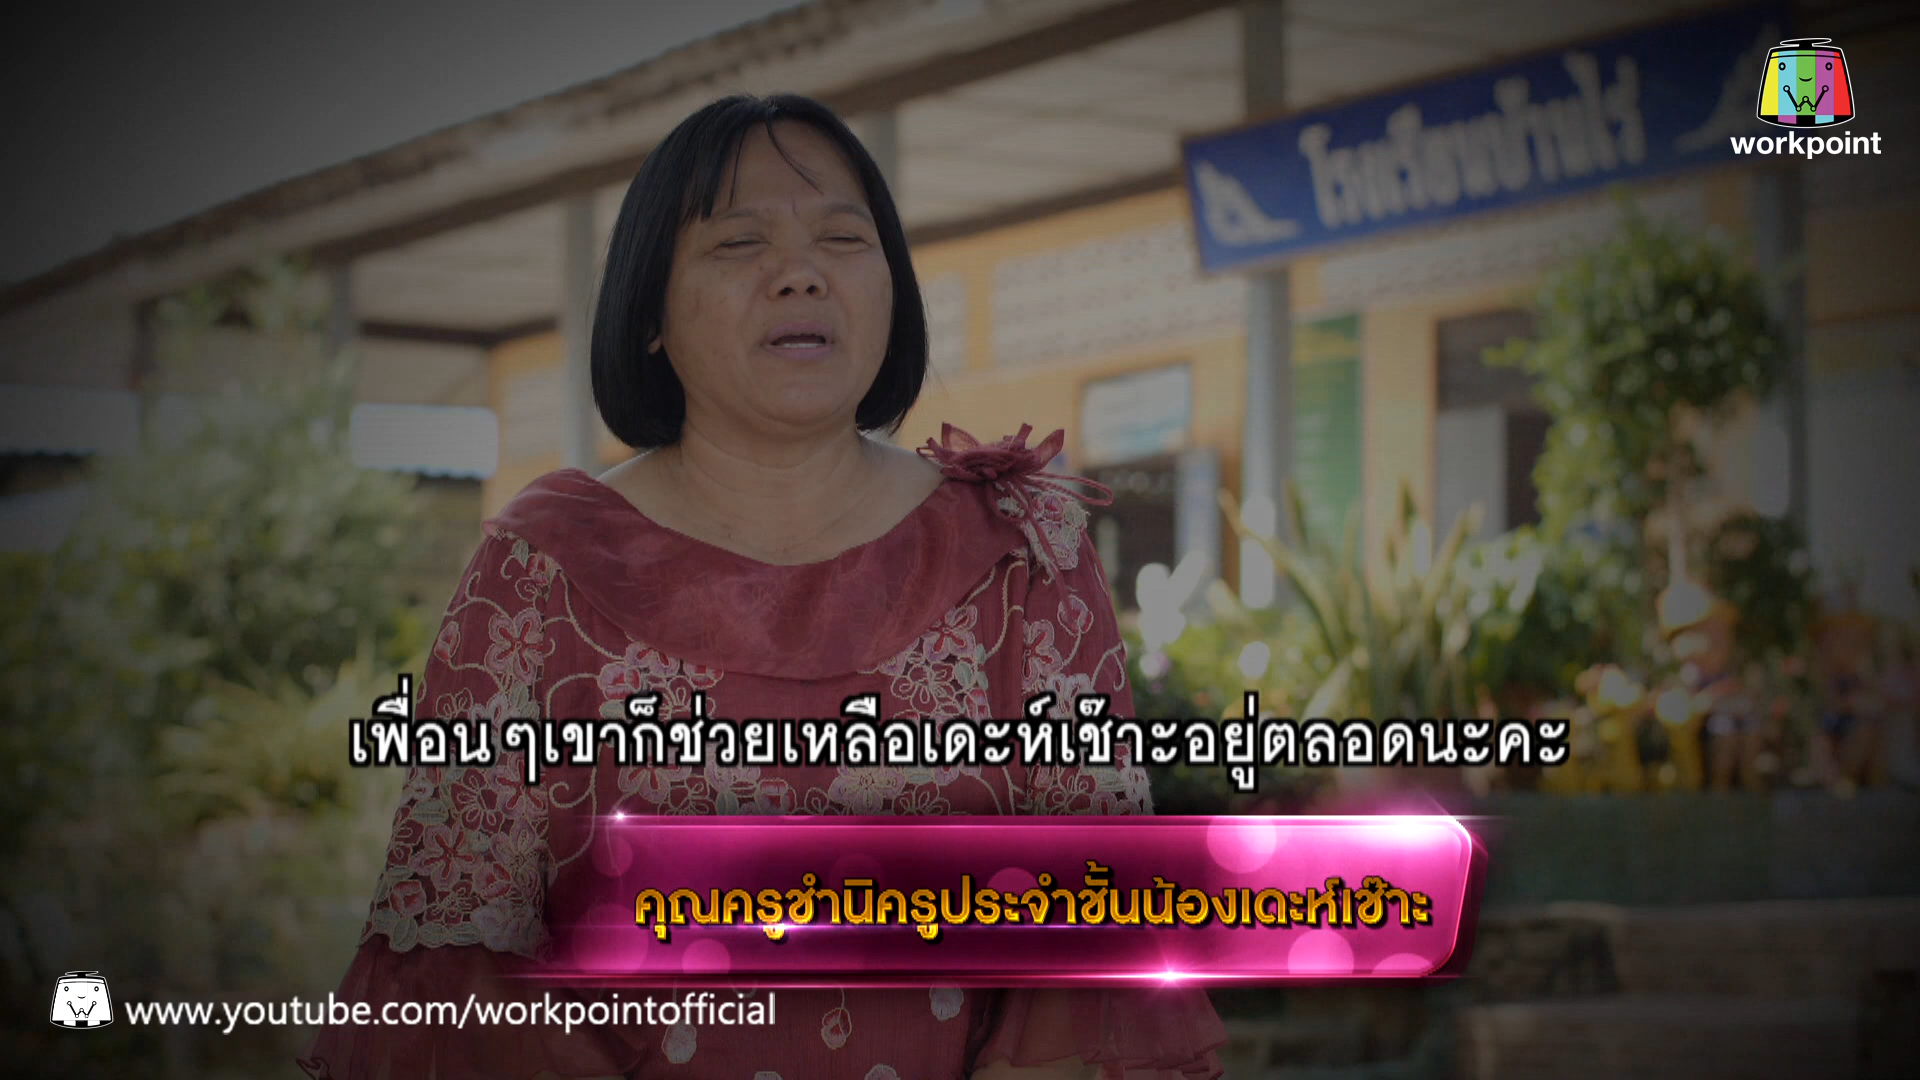 workpoint
โรงเรียนบ้านไร่
เพื่อนๆเขาก็ช่วยเหลือเดะห์เช๊าะอยู่ตลอดนะคะ
คุณครูชำนิครูประจำชั้นน้องเดะห์เช๊าะ
www.youtube.com/workpointofficial